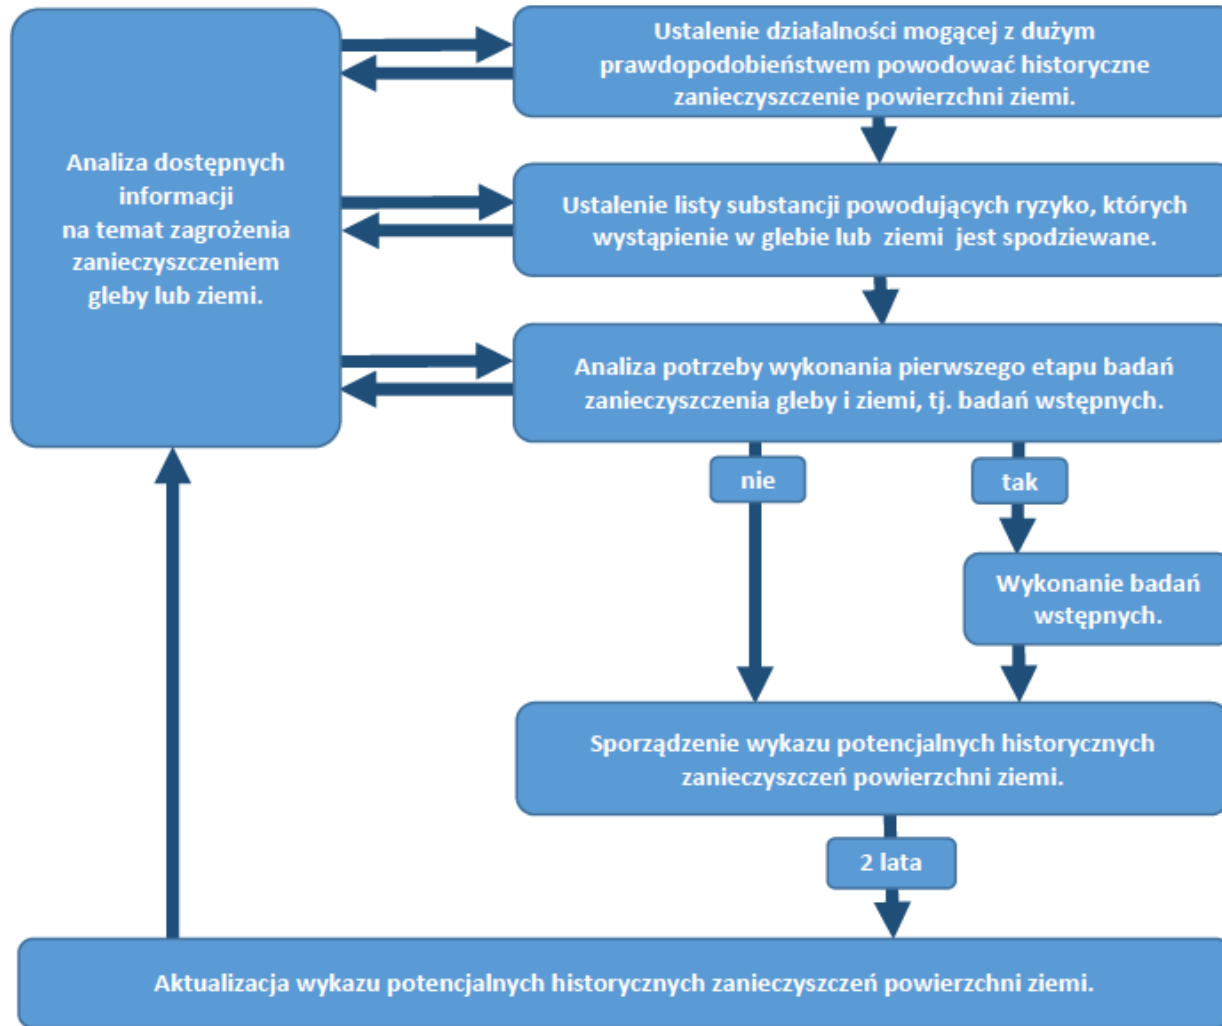 Analiza dostępnych
informacji
na temat zagrożenia
zanieczyszczeniem
gleby lub ziemi.
Ustalenie działalności mogącej z dużym
prawdopodobieństwem powodować historyczne
zanieczyszczenie powierzchni ziemi.
Ustalenie listy substancji powodujących ryzyko, których
wystąpienie w glebie lub ziemi jest spodziewane.
Analiza potrzeby wykonania pierwszego etapu badań
zanieczyszczenia gleby i ziemi, tj. badań wstępnych.
nie
tak
Wykonanie badań
wstępnych.
Sporządzenie wykazu potencjalnych historycznych
zanieczyszczeń powierzchni ziemi.
2 lata
Aktualizacja wykazu potencjalnych historycznych zanieczyszczeń powierzchni ziemi.